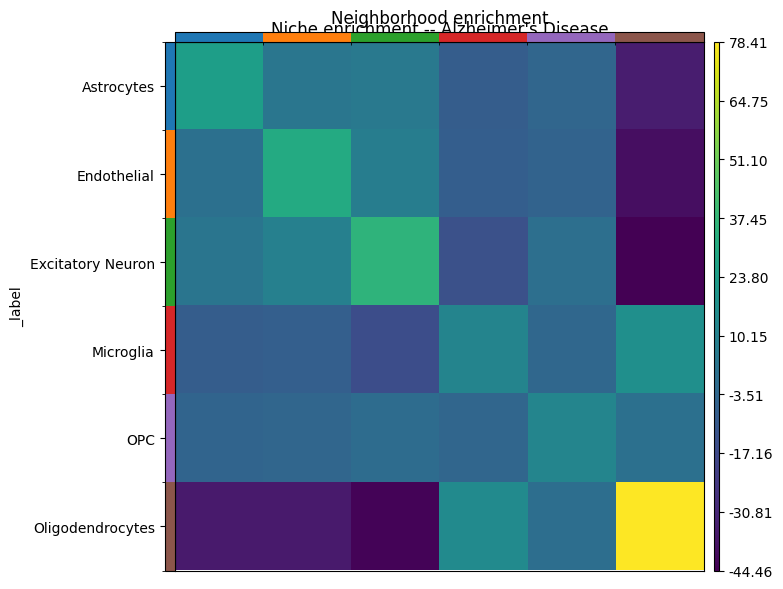 Neighborhood enrichment
Niche enrichment -- Alzheimer's Disease
_label
Astrocytes
Endothelial
Excitatory Neuron
Microglia
OPC
Oligodendrocytes
78.41
64.75
51.10
37.45
23.80
10.15
-3.51
-17.16
-30.81
-44.46